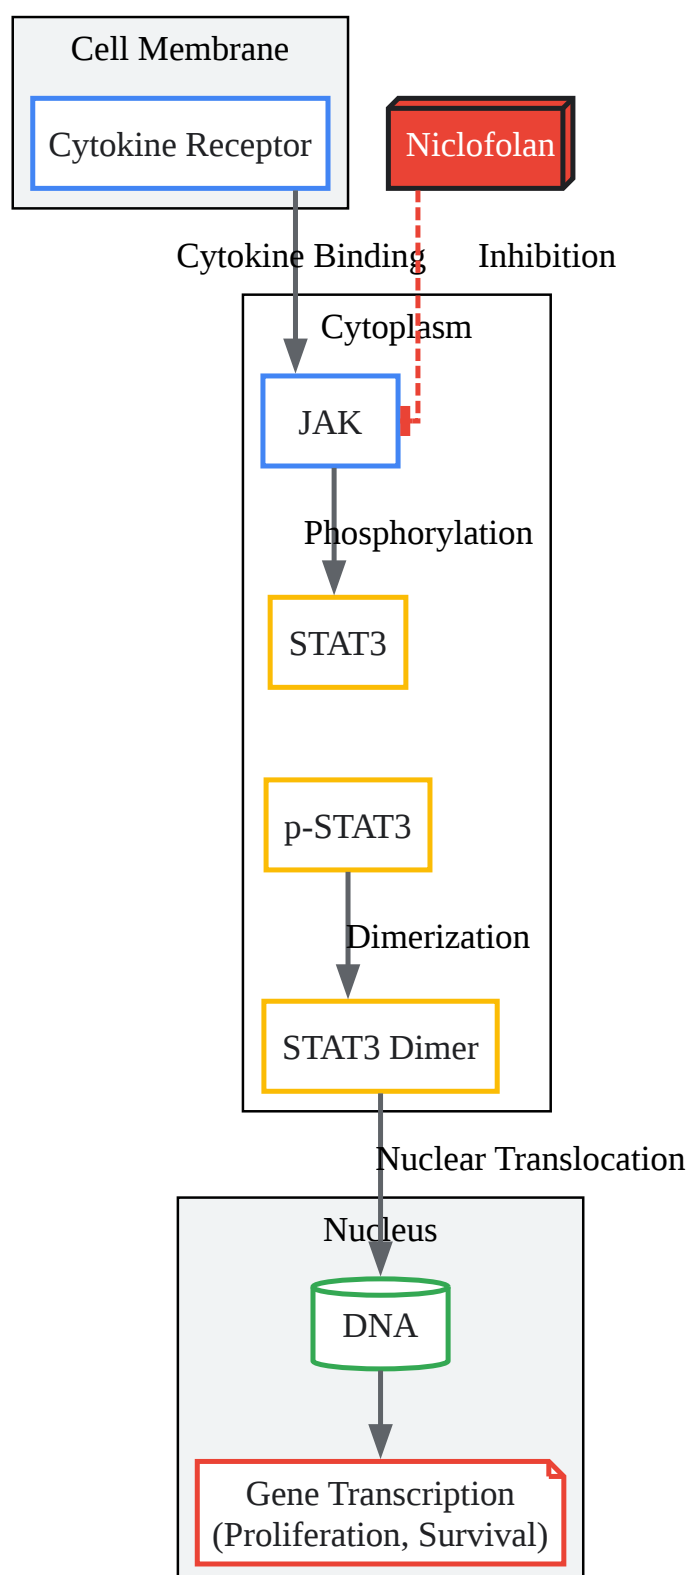 Cell Membrane
Cytokine Receptor
Niclofolan
Cytokine Binding
Inhibition
Cytoplasm
JAK
Phosphorylation
STAT3
p-STAT3
Dimerization
STAT3 Dimer
Nuclear Translocation
Nucleus
DNA
Gene Transcription
(Proliferation, Survival)